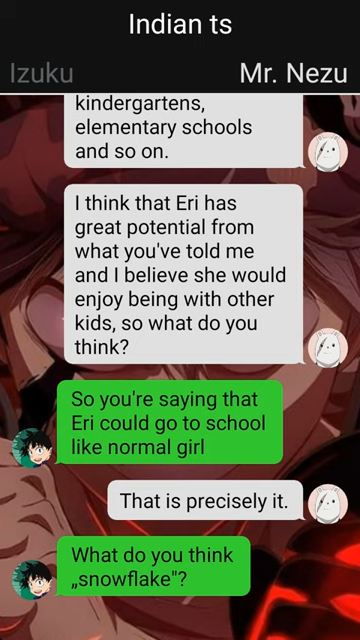 Indian ts
Izuku
Mr. Nezu
kindergartens,
elementary schools
and so on.
I think that Eri has
great potential from
what you've told me
and I believe she would
enjoy being with other
kids, so what do you
think?
So you're saying that
Eri could go to school
like normal girl
That is precisely it.
What do you think
„snowflake"?